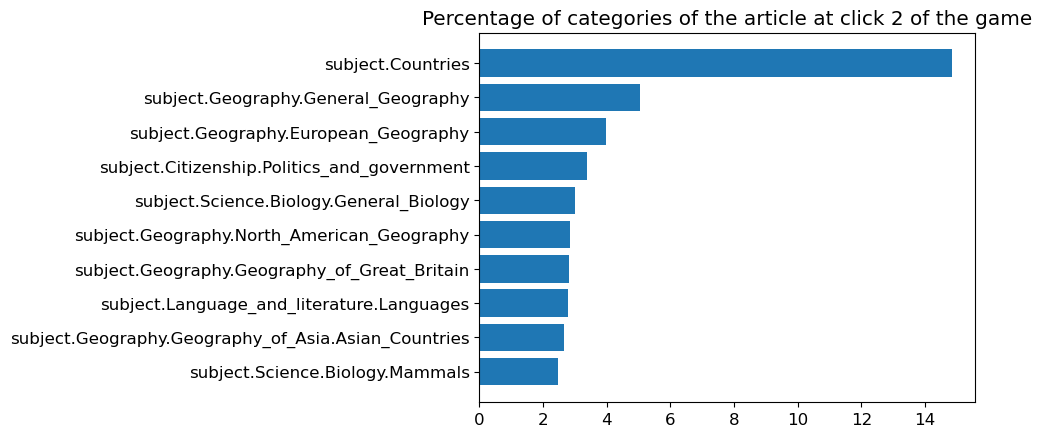 Percentage of categories of the article at click 2 of the game
subject.Countries
subject.Geography.General_Geography
subject.Geography.European_Geography
subject.Citizenship.Politics_and_government
subject.Science.Biology.General_Biology
subject.Geography.North_American_Geography
subject.Geography.Geography_of_Great_Britain
subject.Language_and_literature.Languages
subject.Geography.Geography_of_Asia.Asian_Countries
subject.Science.Biology.Mammals
0 2 4 6 8 10 12 14